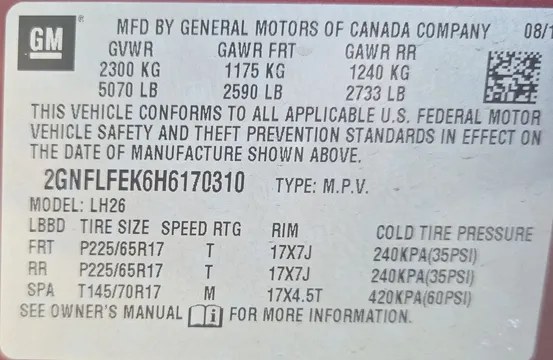 GM ® MFD BY GENERAL MOTORS OF CANADA COMPANY 08/1
GVWR GAWR FRT GAWR RR
2300 KG 1175 KG 1240 KG
5070 LB 2590 LB 2733 LB
THIS VEHICLE CONFORMS TO ALL APPLICABLE U.S. FEDERAL MOTOR
VEHICLE SAFETY AND THEFT PREVENTION STANDARDS IN EFFECT ON
THE DATE OF MANUFACTURE SHOWN ABOVE.
2GNFLFEK6H6170310 TYPE: M.P.V.
MODEL: LH26
LBBD TIRE SIZE SPEED RTG RIM COLD TIRE PRESSURE
FRT P225/65R17 T 17X7J 240KPA(35PSI)
RR P225/65R17 T 17X7J 240KPA(35PSI)
SPA T145/70R17 M 17X4.5T 420KPA(60PSI)
SEE OWNER'S MANUAL i FOR MORE INFORMATION.